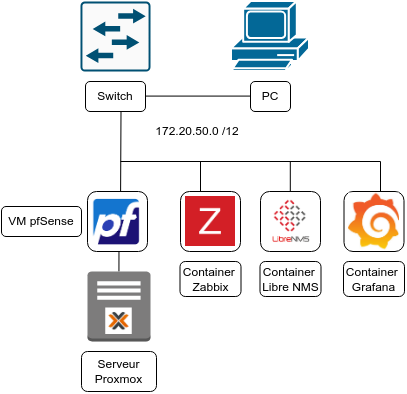 Switch
PC
172.20.50.0 /12
VM pfSense
pf
Z
LibreNMS
Container
Zabbix
Container
Libre NMS
Container
Grafana
Serveur
Proxmox